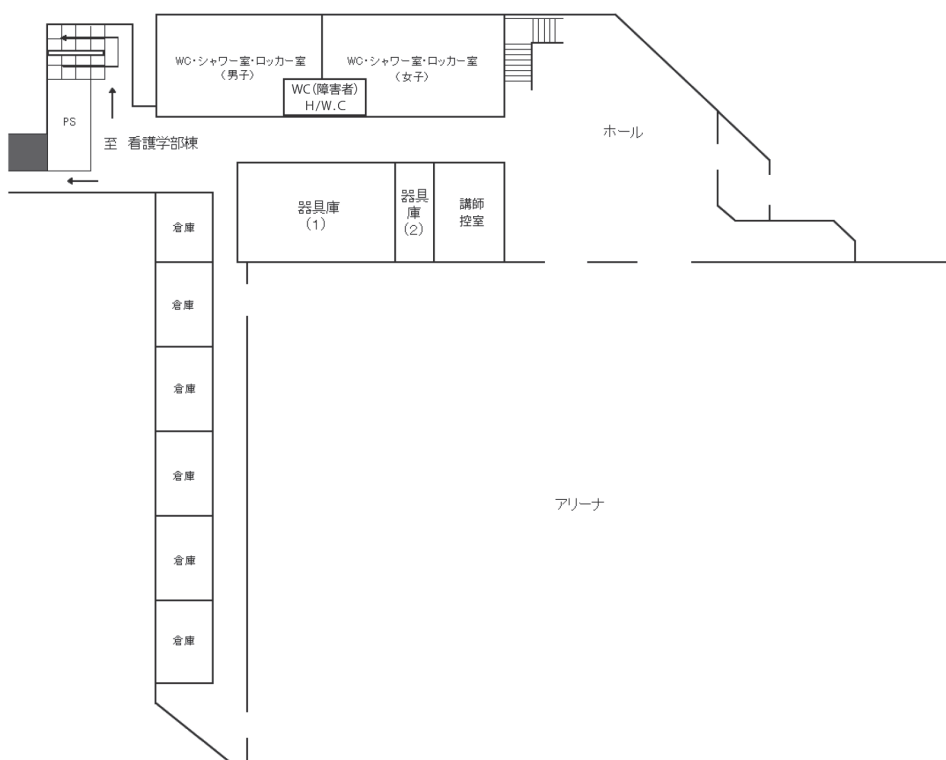 WC・シャワー室・ロッカー室
(男子)
WC・シャワー室・ロッカー室
(女子)
WC(障害者)
H/W.C
PS
至 看護学部棟
ホール
器具庫
(1)
器具
庫
(2)
講師
控室
倉庫
倉庫
倉庫
倉庫
倉庫
倉庫
アリーナ